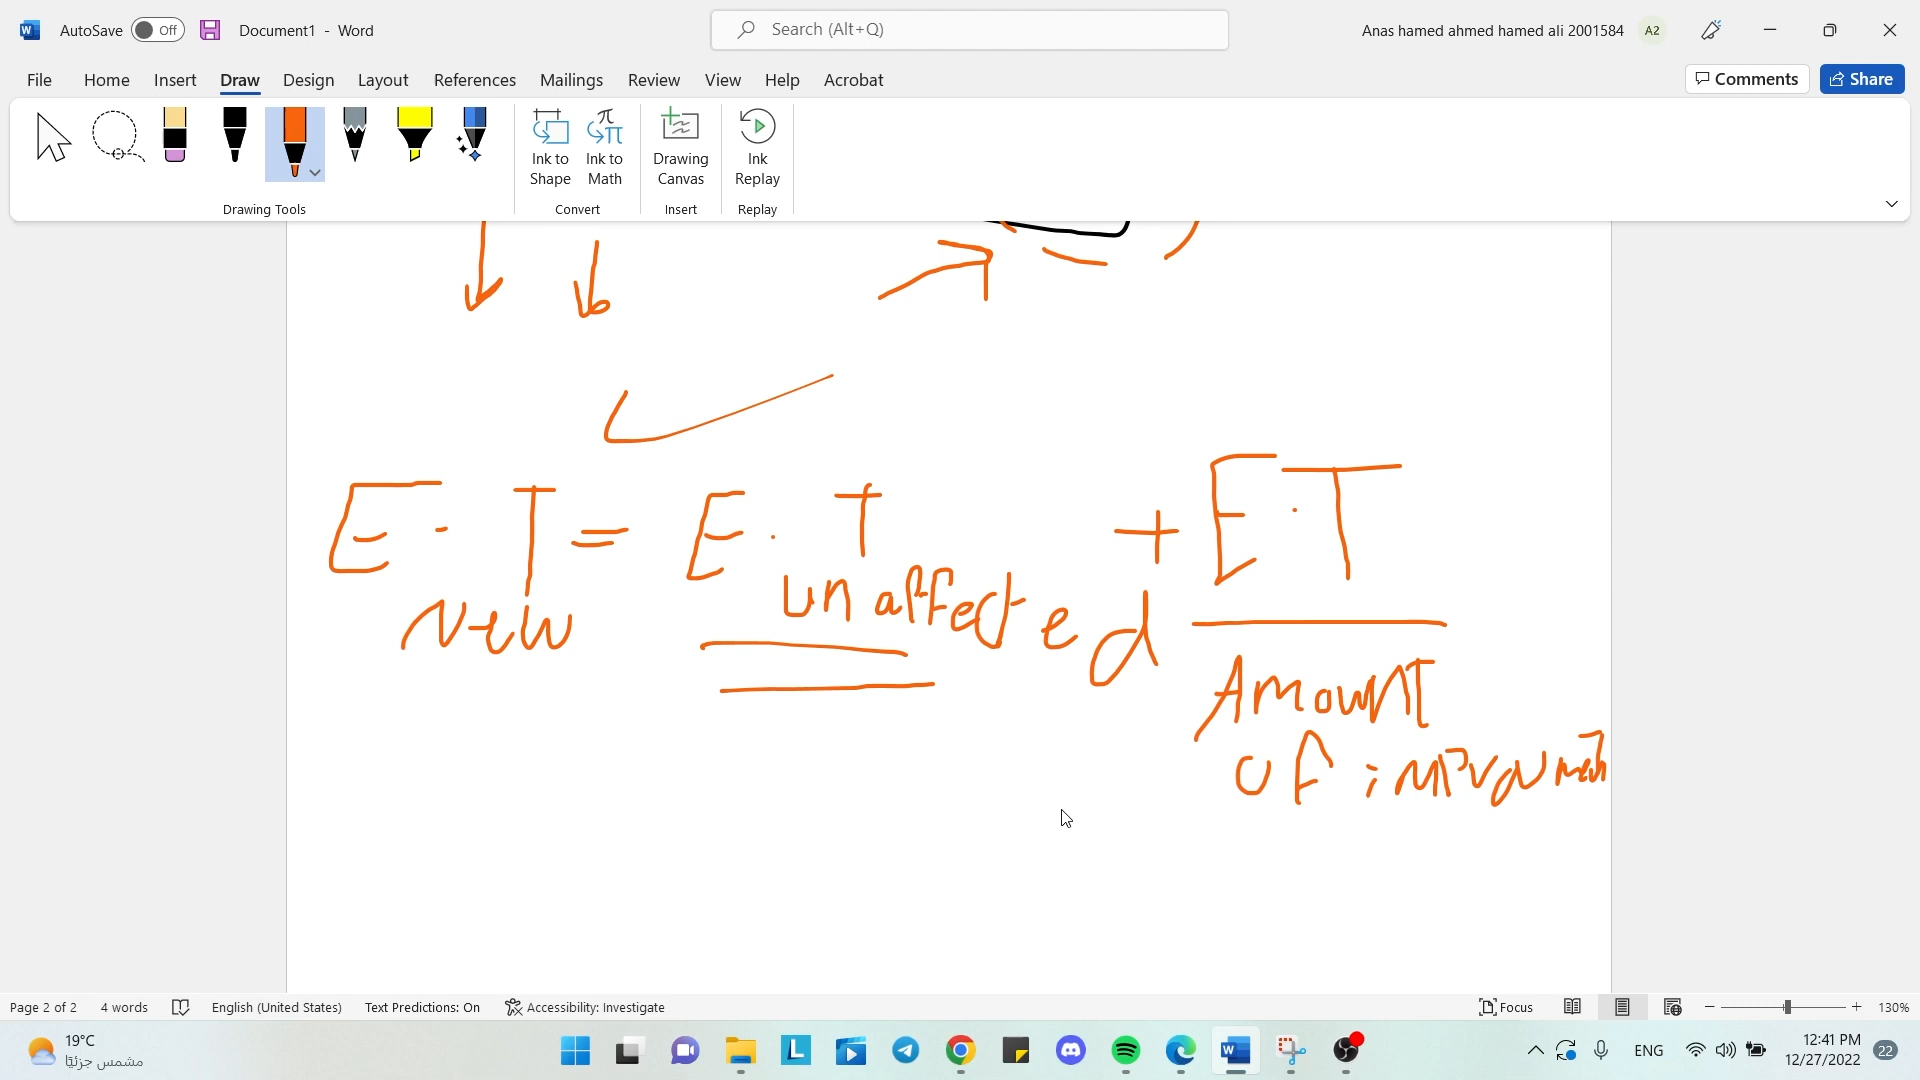 AutoSave Off Document1 - Word Search (Alt+Q) Anas hamed ahmed hamed ali 2001584 A2
File Home Insert Draw Design Layout References Mailings Review View Help Acrobat Comments Share
Ink to Shape
Ink to Math
Drawing Canvas
Ink Replay
Drawing Tools Convert Insert Replay
E . T = E . T + E . T
New unaffected
Amount
of
Page 2 of 2 4 words English (United States) Text Predictions: On Accessibility: Investigate Focus 130%
19°C
مشمس جزئيًا
ENG
12:41 PM
12/27/2022
22